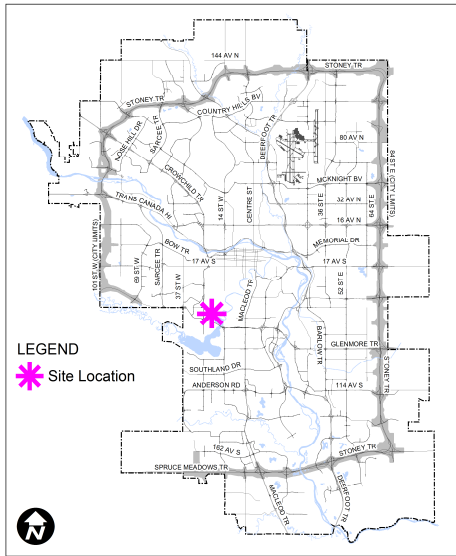 144 AV N
STONEY TR
STONEY TR
COUNTRY HILLS BV
SARCEE TR
NOSE HILL DR
DEERFOOT TR
80 AV N
CROWCHILD TR
MCKNIGHT BV
14 ST W
CENTRE ST
36 ST E
32 AV N
84 ST E (CITY LIMITS)
64 ST E
TRANS CANADA HI
16 AV N
101 ST W (CITY LIMITS)
BOW TR
MEMORIAL DR
17 AV S
17 AV S
69 ST W
SARCEE TR
37 ST W
MACLEOD TR
52 ST E
BARLOW TR
GLENMORE TR
STONEY TR
LEGEND
Site Location
SOUTHLAND DR
ANDERSON RD
114 AV S
162 AV S
STONEY TR
SPRUCE MEADOWS TR
MACLEOD TR
DEERFOOT TR
N